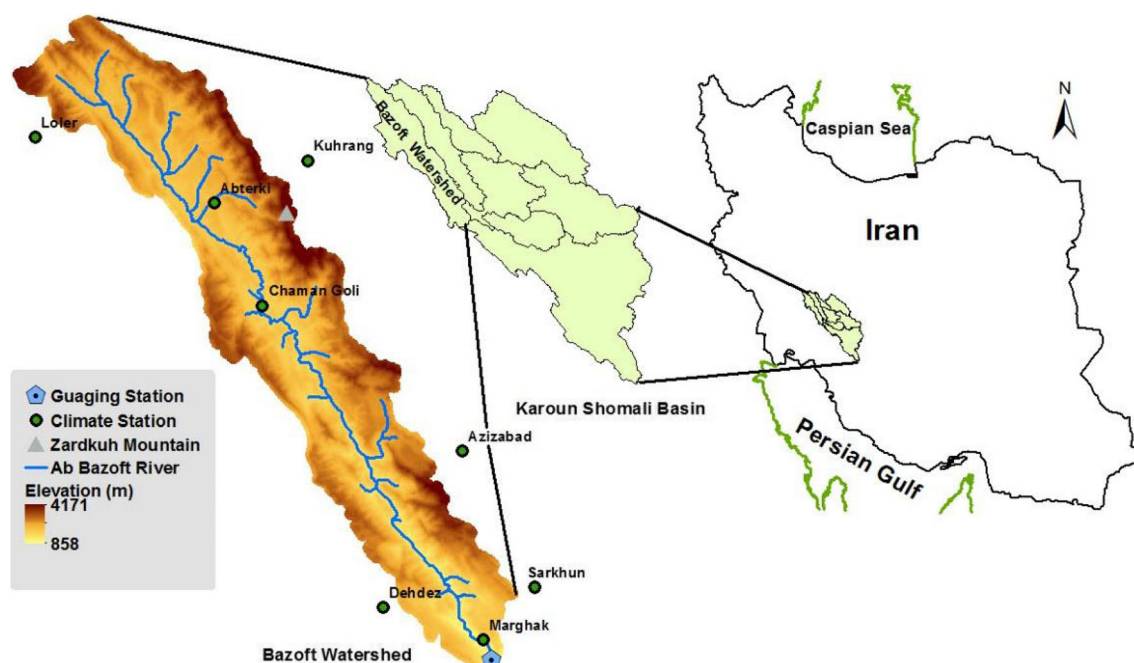 Loler
Kuhrang
Abterki
Chaman Goli
Azizabad
Sarkhun
Dehdez
Marghak
Bazoft Watershed
Guaging Station
Climate Station
Zardkuh Mountain
Ab Bazoft River
Elevation (m)
4171
858
Bazoft Watershed
Karoun Shomali Basin
N
Caspian Sea
Iran
Persian Gulf